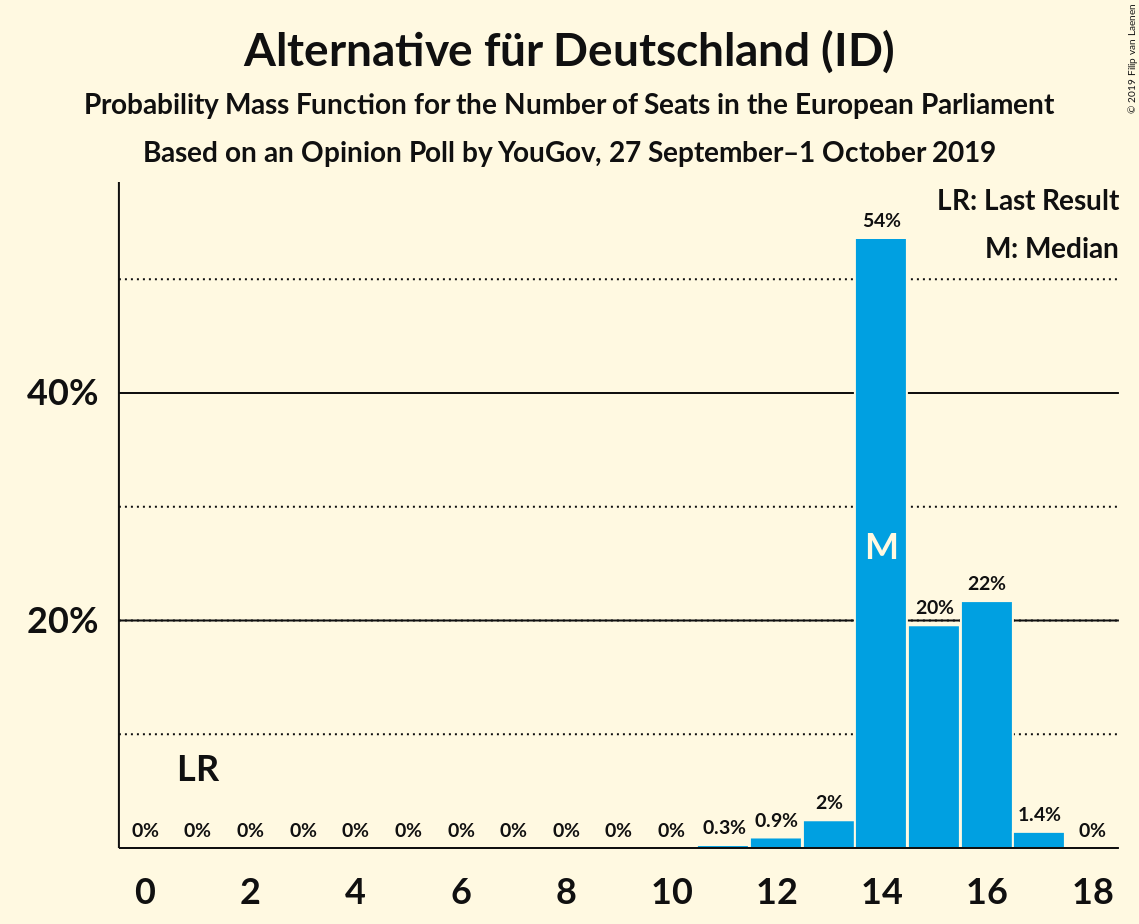 Alternative für Deutschland (ID)
Probability Mass Function for the Number of Seats in the European Parliament
Based on an Opinion Poll by YouGov, 27 September–1 October 2019
© 2019 Filip van Laenen
LR: Last Result
M: Median
54%
40%
M
22%
20%
20%
LR
0% 0% 0% 0% 0% 0% 0% 0% 0% 0% 0% 0.3% 0.9% 2% 1.4% 0%
0 2 4 6 8 10 12 14 16 18